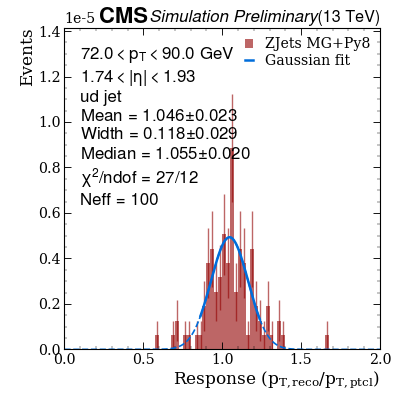 1e-5 CMS Simulation Preliminary (13 TeV)
Events
72.0 < p_T < 90.0 GeV
1.74 < |η| < 1.93
ud jet
Mean = 1.046±0.023
Width = 0.118±0.029
Median = 1.055±0.020
χ²/ndof = 27/12
Neff = 100
ZJets MG+Py8
Gaussian fit
1.4
1.2
1.0
0.8
0.6
0.4
0.2
0.0
0.0 0.5 1.0 1.5 2.0
Response (p_T,reco/p_T,ptcl)